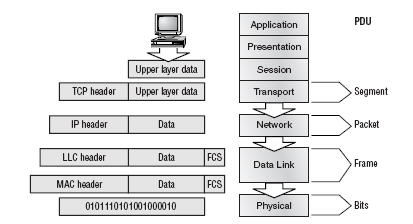 Application
PDU
Presentation
Upper layer data
Session
TCP header Upper layer data
Transport
Segment
IP header Data
Network
Packet
LLC header Data FCS
Data Link
Frame
MAC header Data FCS
0101110101001000010
Physical
Bits